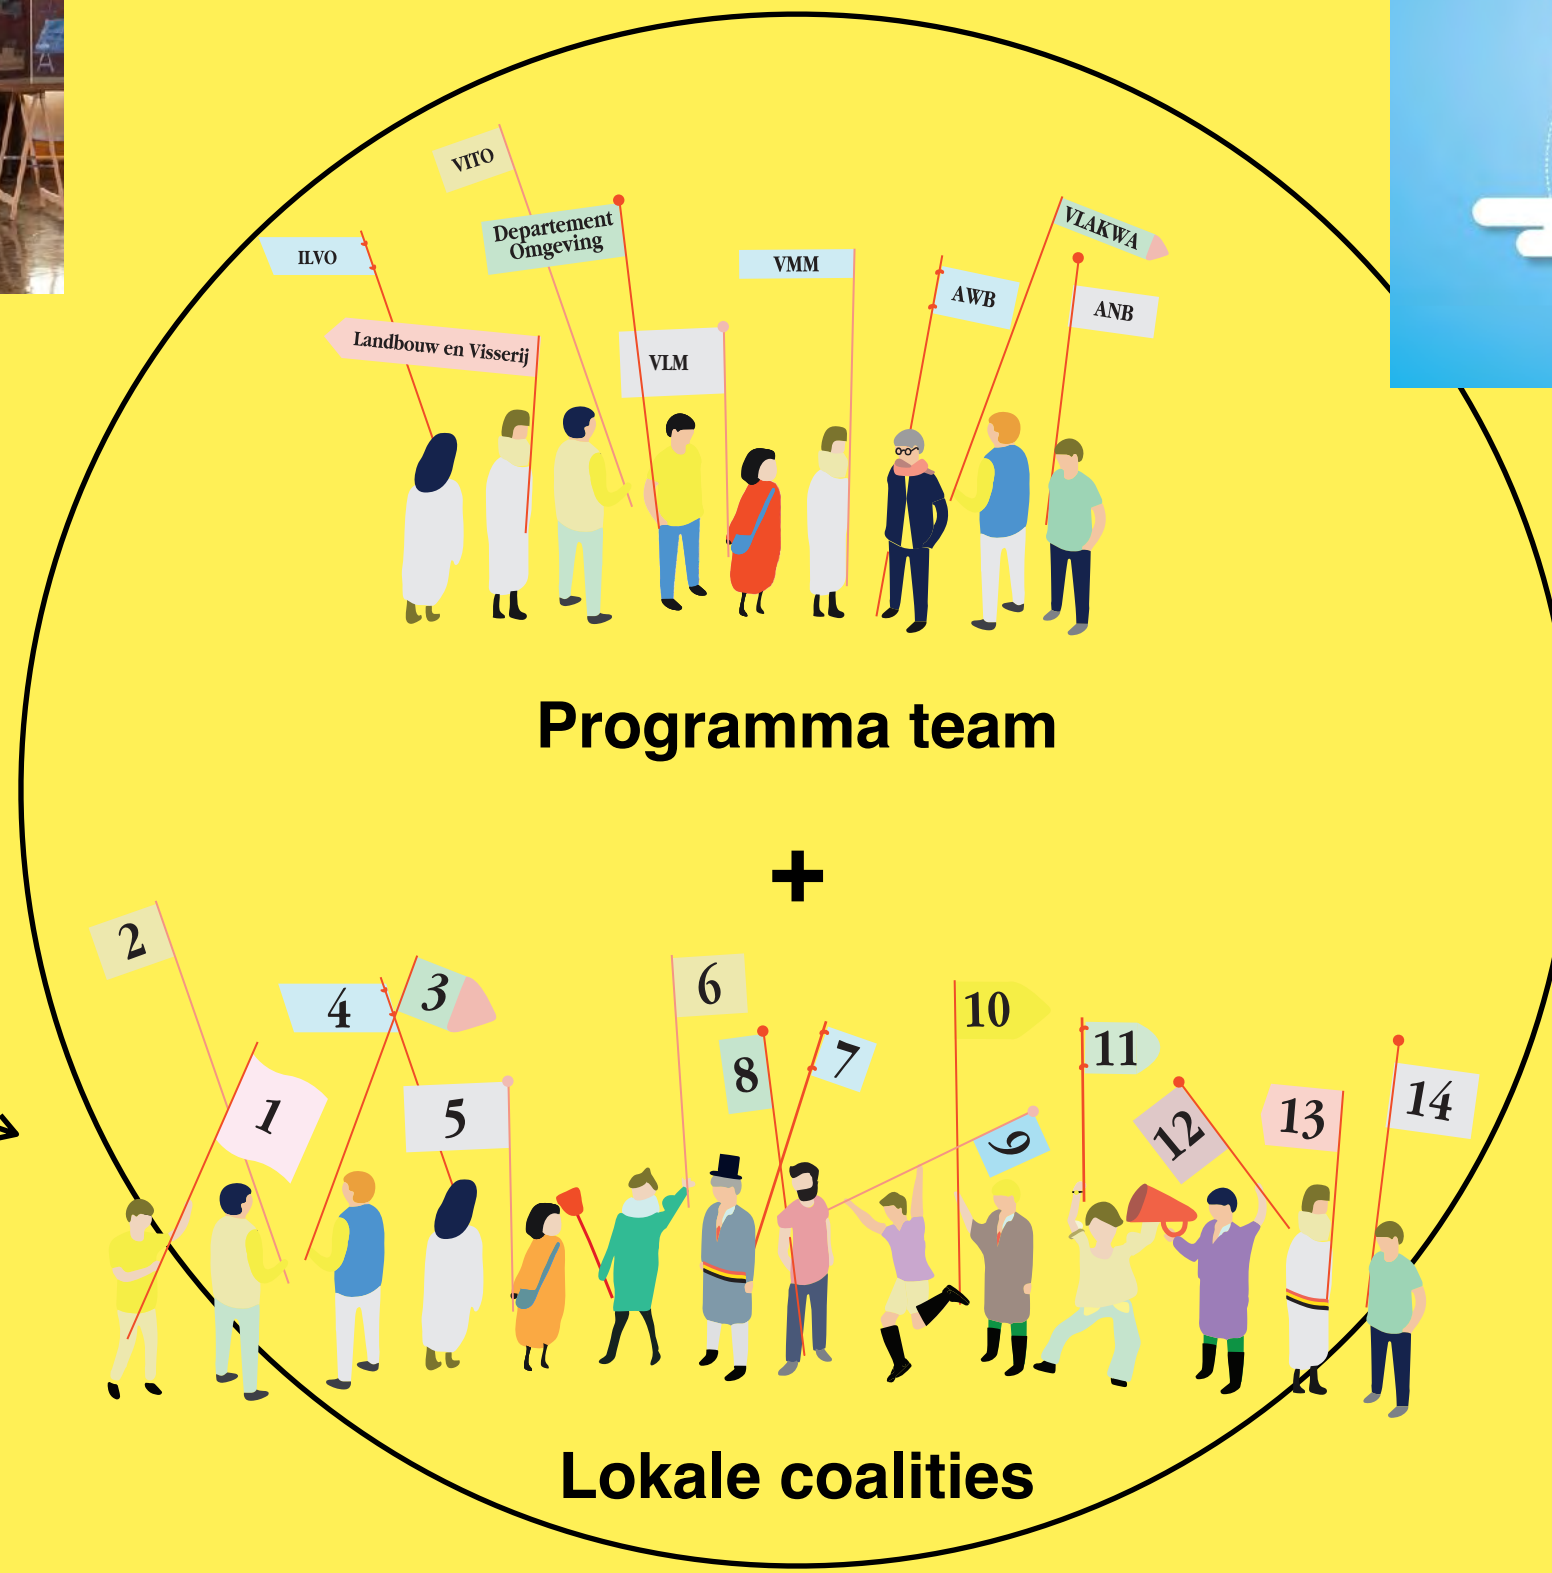 VITO
Departement
Omgeving
VLAKWA
ILVO
VMM
AWB
ANB
Landbouw en Visserij
VLM
Programma team
+
2
4
3
6
10
1
5
8
7
11
9
12
13
14
Lokale coalities